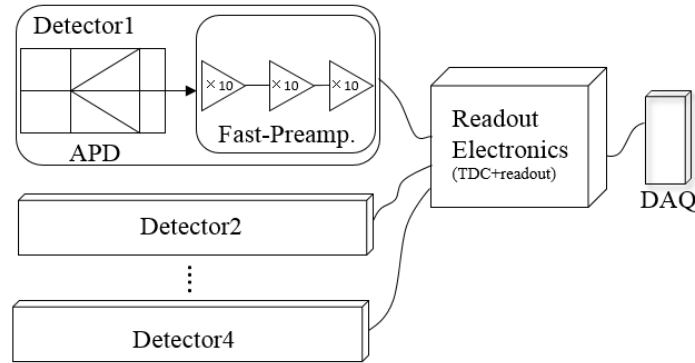 Detector1
×10 ×10 ×10
Fast-Preamp.
APD
Readout
Electronics
(TDC+readout)
DAQ
Detector2
Detector4